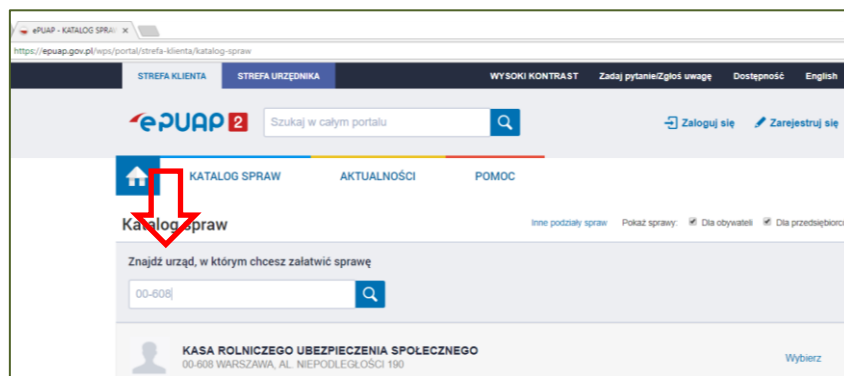 ePUAP - KATALOG SPRA
https://epuap.gov.pl/wps/portal/strefa-klienta/katalog-spraw
STREFA KLIENTA STREFA URZĘDNIKA WYSOKI KONTRAST Zadaj pytanie/Zgłoś uwagę Dostępność English
ePUAP 2 Szukaj w całym portalu Zaloguj się Zarejestruj się
KATALOG SPRAW AKTUALNOŚCI POMOC
Katalog spraw Inne podziały spraw Pokaż sprawy: Dla obywateli Dla przedsiębiorc
Znajdź urząd, w którym chcesz załatwić sprawę
00-608
KASA ROLNICZEGO UBEZPIECZENIA SPOŁECZNEGO
00-608 WARSZAWA, AL. NIEPODLEGŁOŚCI 190
Wybierz